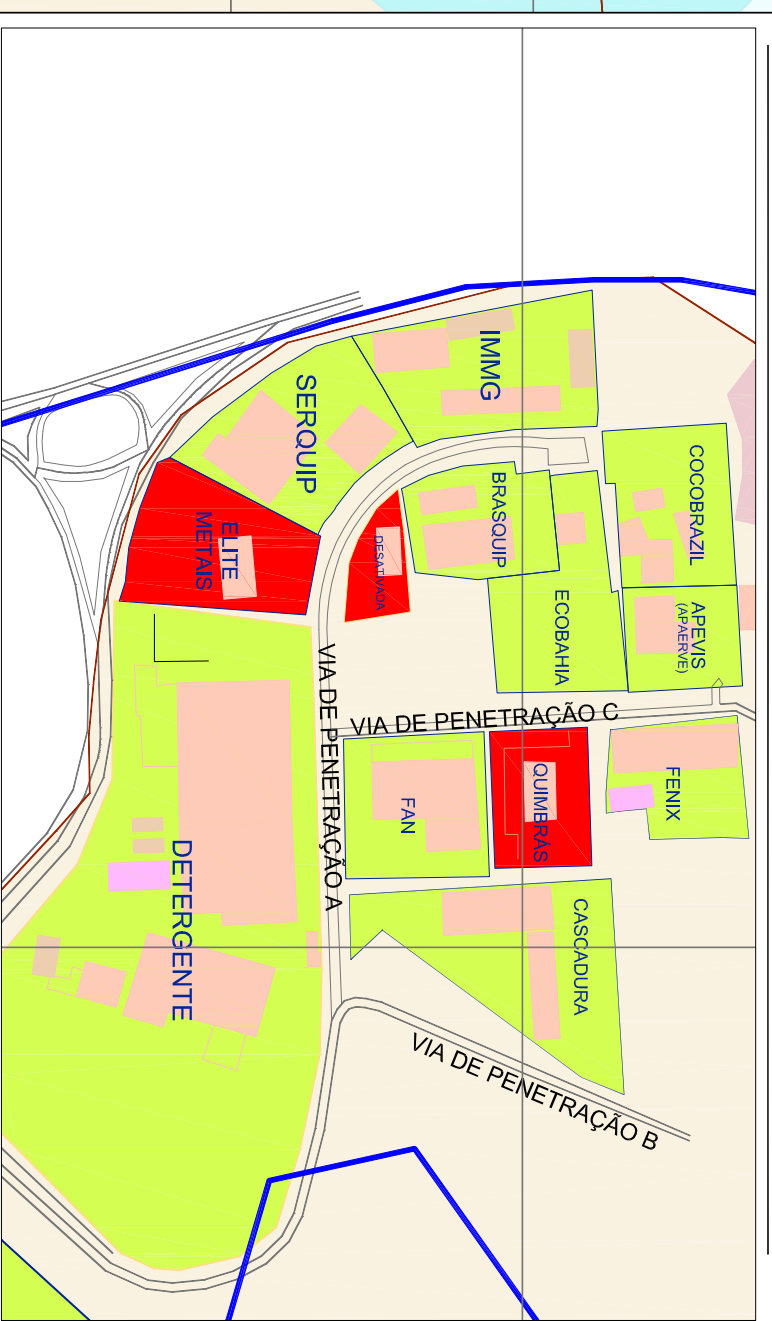 IMMG
SERQUIP
COCOBRAZIL
BRASQUIP
ELITE
METAIS
DESATIVADA
ECOBAHIA
APEVIS
(APAERVE)
VIA DE PENETRAÇÃO A
VIA DE PENETRAÇÃO C
QUIMBRÁS
FENIX
FAN
DETERGENTE
CASCADURA
VIA DE PENETRAÇÃO B